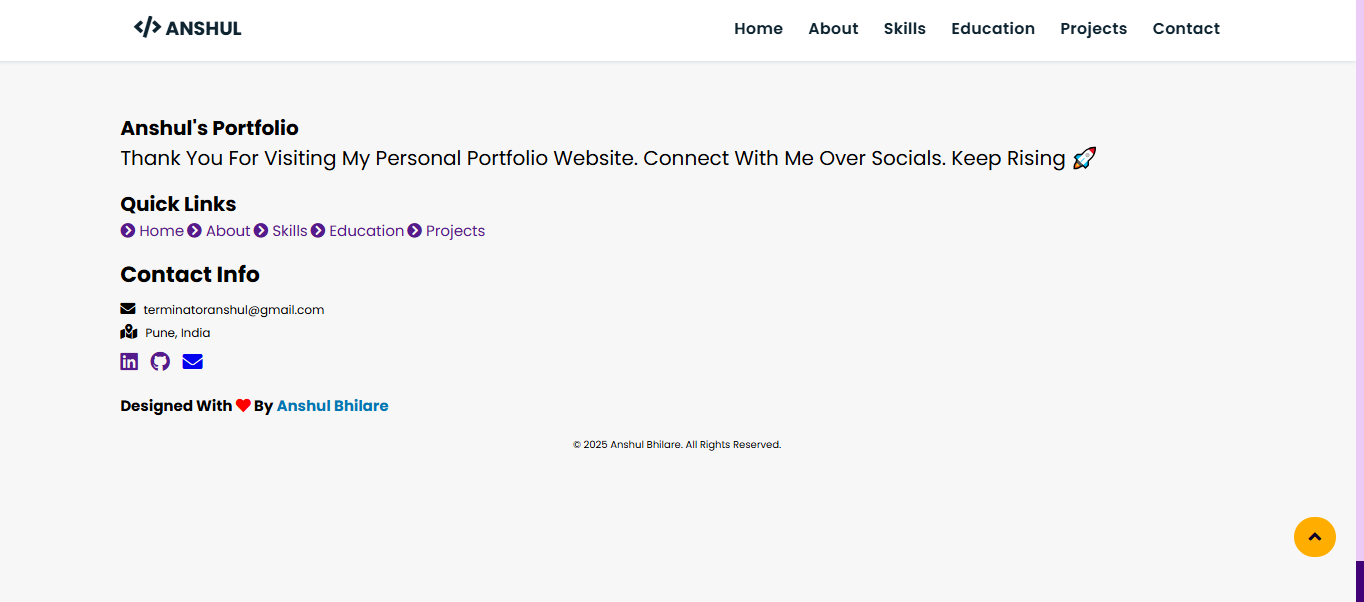 </> ANSHUL
Home About Skills Education Projects Contact
Anshul's Portfolio
Thank You For Visiting My Personal Portfolio Website. Connect With Me Over Socials. Keep Rising 🚀
Quick Links
Home About Skills Education Projects
Contact Info
terminatoranshul@gmail.com
Pune, India
Designed With ❤ By Anshul Bhilare
© 2025 Anshul Bhilare. All Rights Reserved.